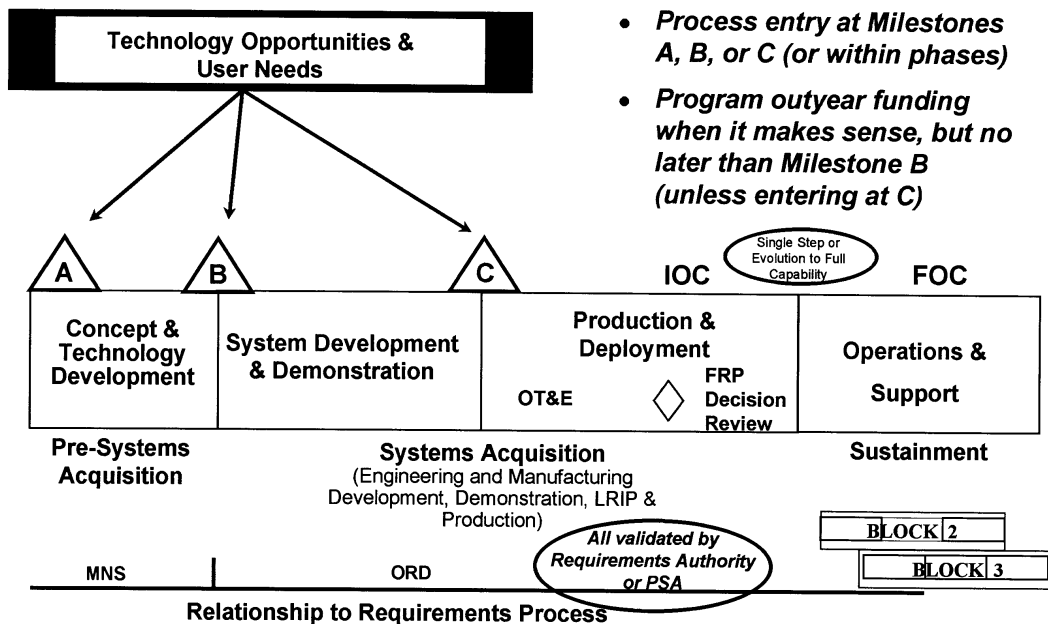 Technology Opportunities &
User Needs
• Process entry at Milestones
A, B, or C (or within phases)
• Program outyear funding
when it makes sense, but no
later than Milestone B
(unless entering at C)
A
B
C
IOC
Single Step or
Evolution to Full
Capability
FOC
Concept &
Technology
Development
System Development
& Demonstration
Production &
Deployment
OT&E
FRP
Decision
Review
Operations &
Support
Pre-Systems
Acquisition
Systems Acquisition
(Engineering and Manufacturing
Development, Demonstration, LRIP &
Production)
Sustainment
BLOCK 2
BLOCK 3
All validated by
Requirements Authority
or PSA
MNS
ORD
Relationship to Requirements Process